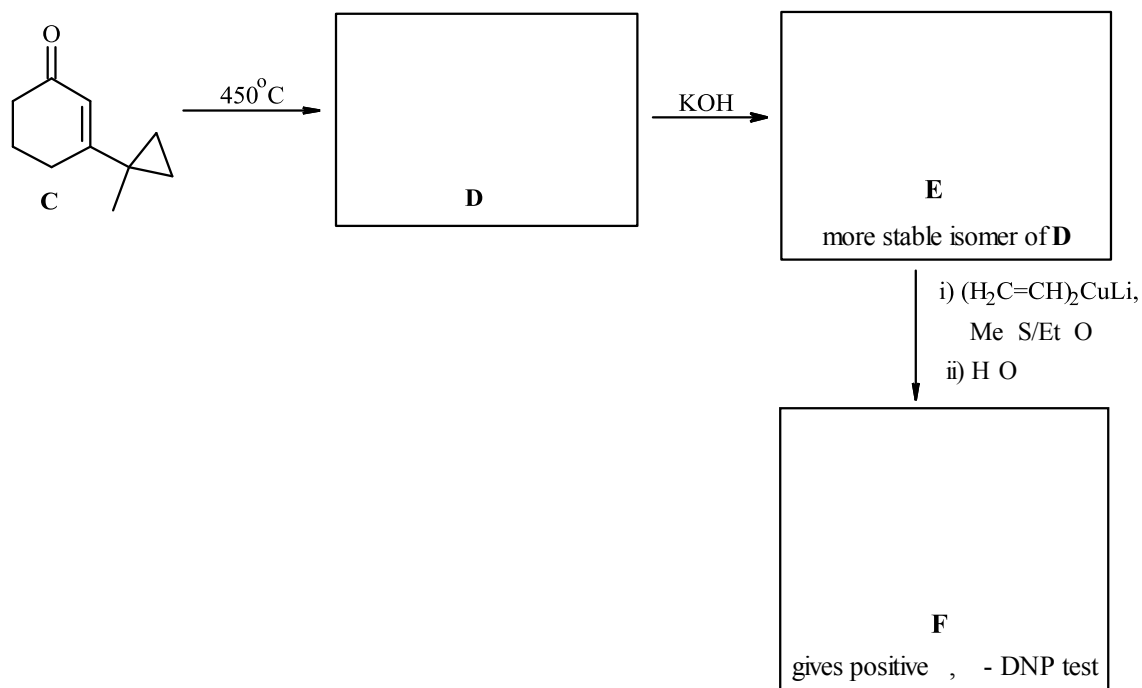 O
C
450°C
D
KOH
E
more stable isomer of D
i) (H2C=CH)2CuLi,
Me S/Et O
ii) H O
F
gives positive , - DNP test